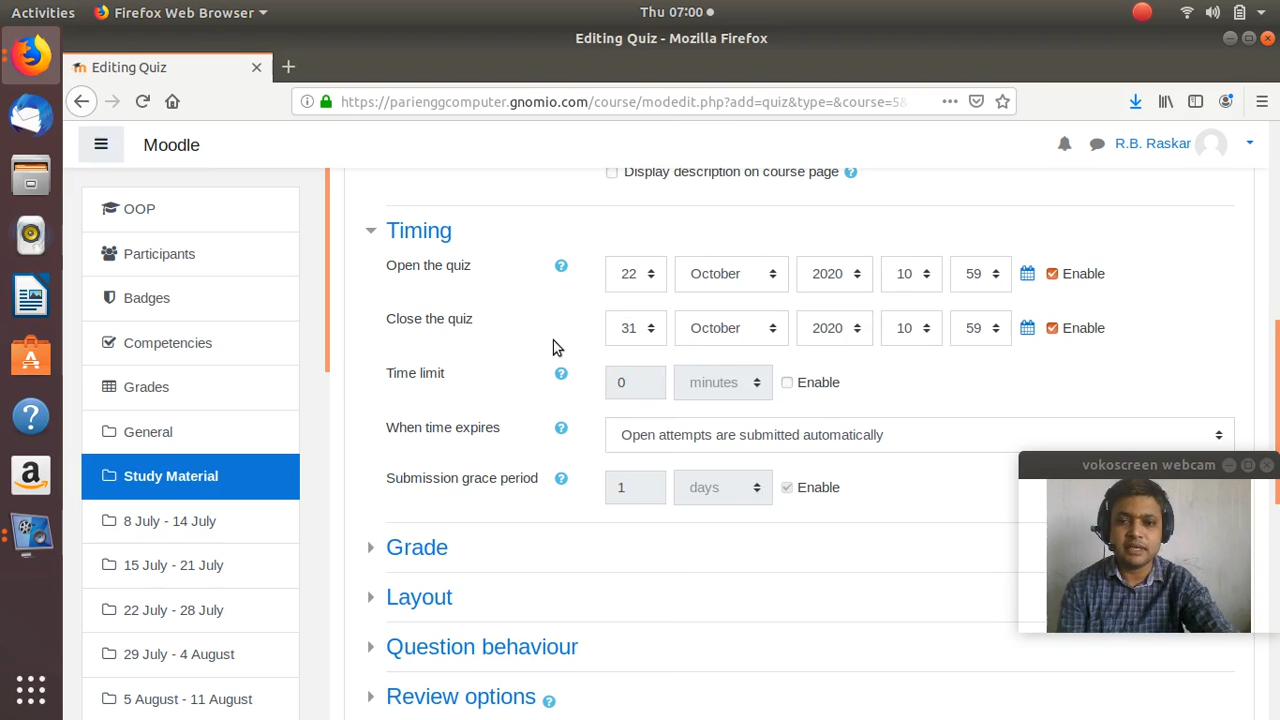 Activities Firefox Web Browser Thu 07:00
Editing Quiz - Mozilla Firefox
Editing Quiz
https://parienggcomputer.gnomio.com/course/modedit.php?add=quiz&type=&course=5&
Moodle R.B. Raskar
Display description on course page
OOP
Participants
Badges
Competencies
Grades
General
Study Material
8 July - 14 July
15 July - 21 July
22 July - 28 July
29 July - 4 August
5 August - 11 August
Timing
Open the quiz 22 October 2020 10 59 Enable
Close the quiz 31 October 2020 10 59 Enable
Time limit 0 minutes Enable
When time expires Open attempts are submitted automatically
Submission grace period 1 days Enable
Grade
Layout
Question behaviour
Review options
vokoscreen webcam